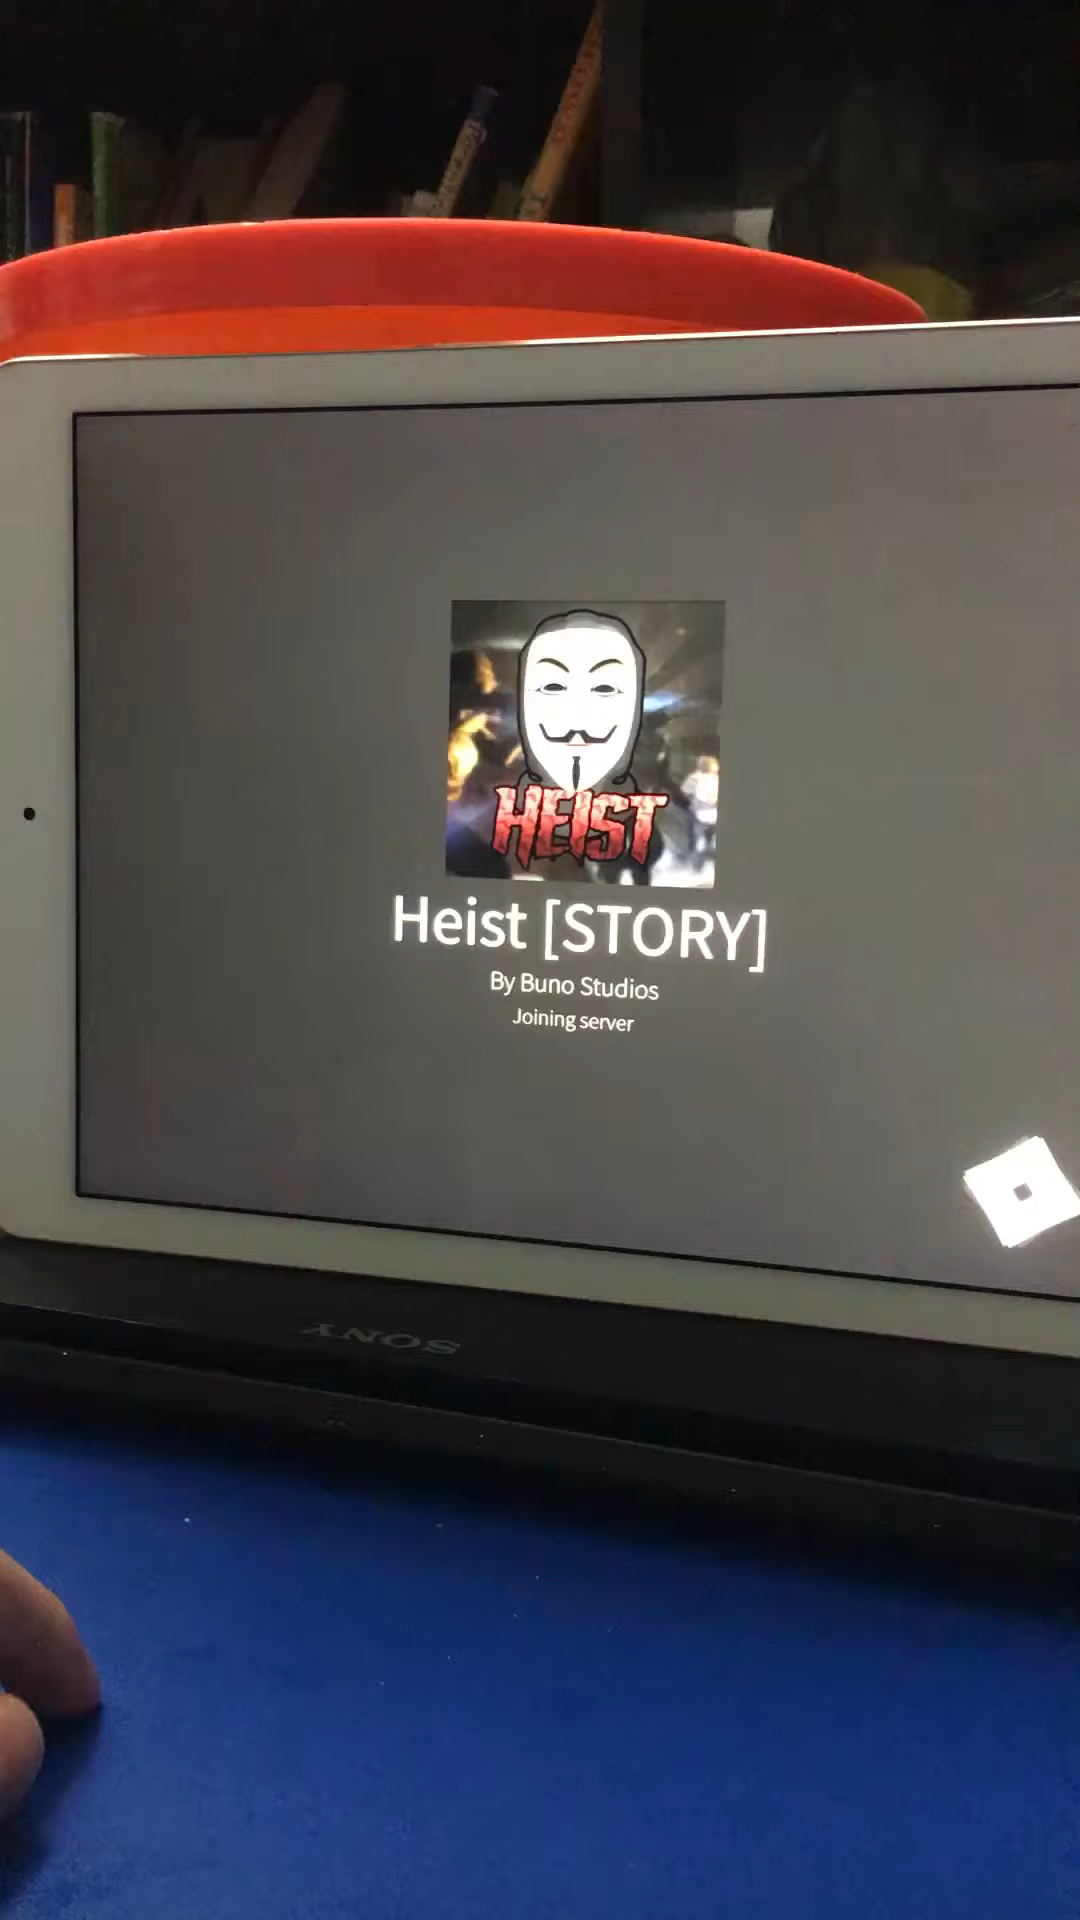 HEIST
Heist [STORY]
By Buno Studios
Joining server
SONY